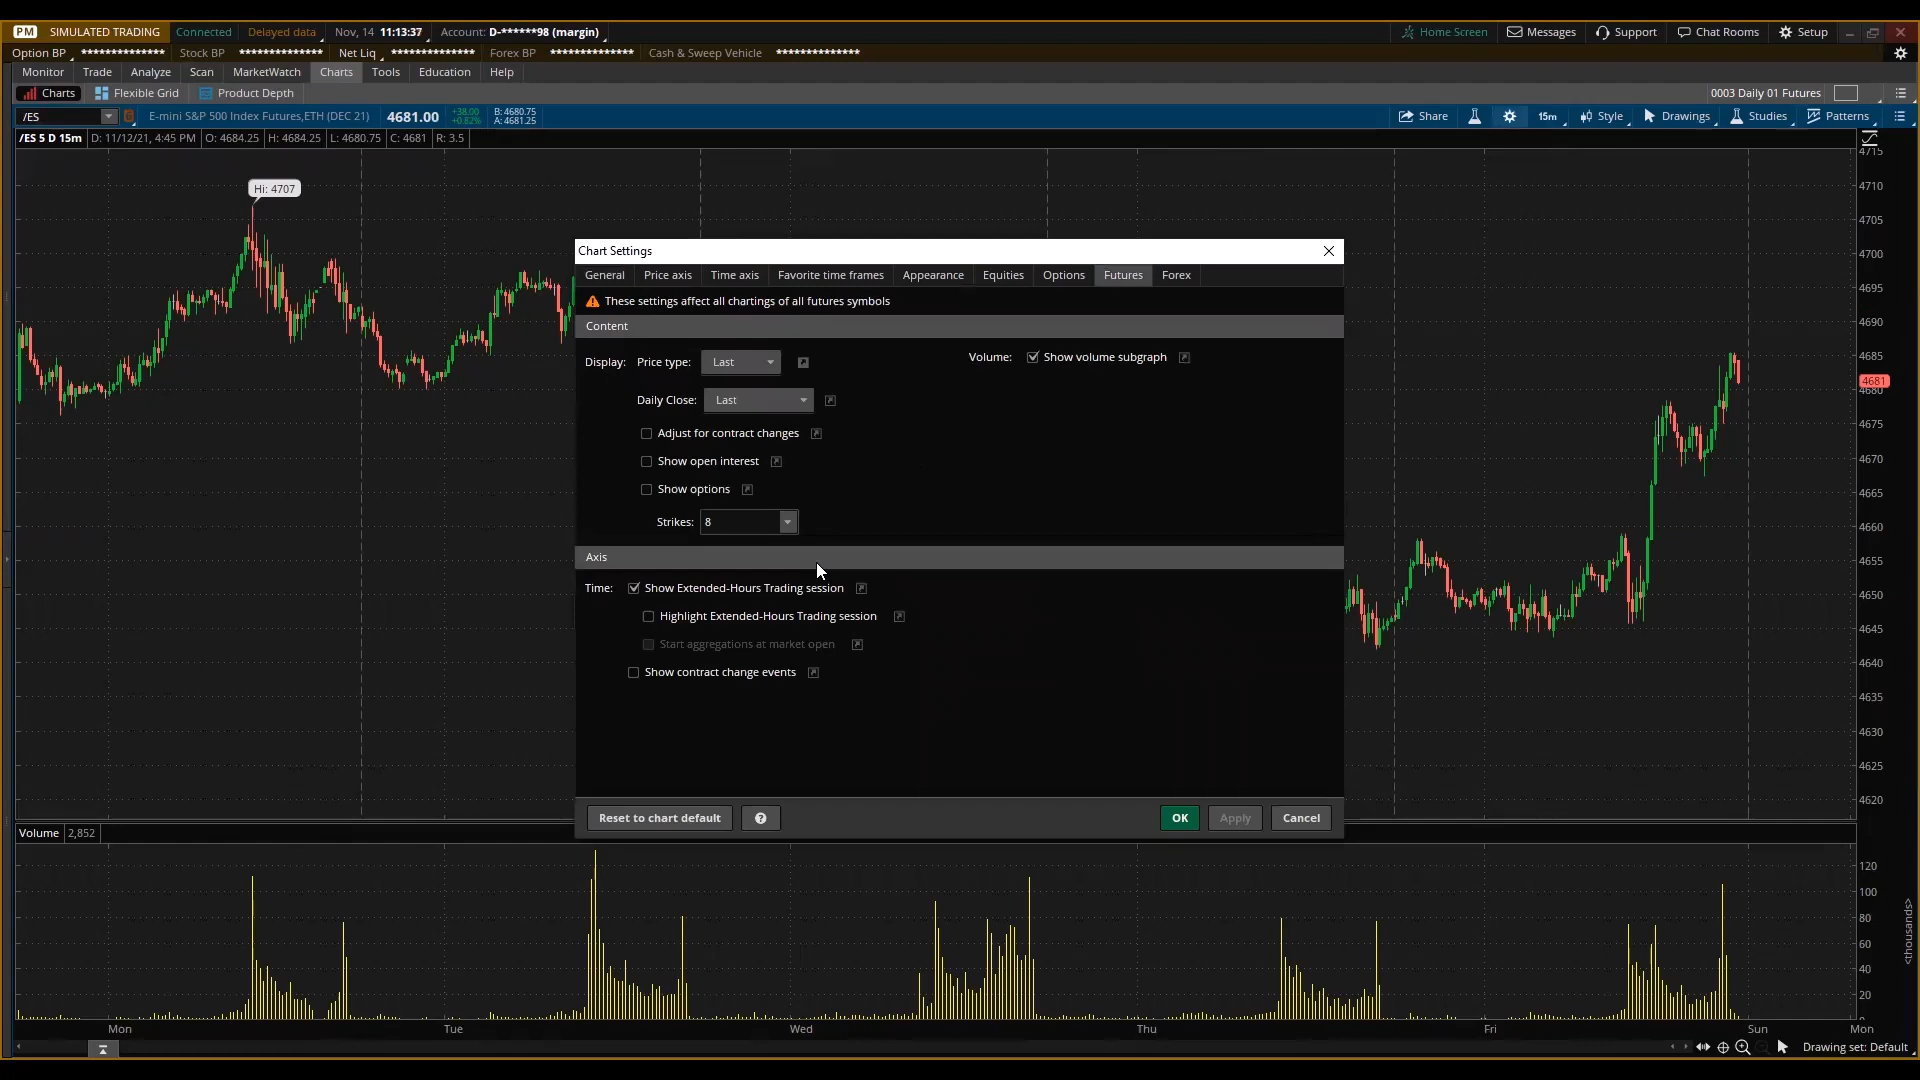 PM SIMULATED TRADING Connected Delayed data Nov, 14 11:13:37 Account: D-******98 (margin) Home Screen Messages Support Chat Rooms Setup
Option BP ************** Stock BP ************** Net Liq ************** Forex BP ************** Cash & Sweep Vehicle **************
Monitor Trade Analyze Scan MarketWatch Charts Tools Education Help
Charts Flexible Grid Product Depth 0003 Daily 01 Futures
/ES E-mini S&P 500 Index Futures,ETH (DEC 21) 4681.00 +38.00 +0.82% B: 4680.75 A: 4681.25 Share 15m Style Drawings Studies Patterns
/ES 5 D 15m D: 11/12/21, 4:45 PM O: 4684.25 H: 4684.25 L: 4680.75 C: 4681 R: 3.5
4715
Hi: 4707
4710
4705
4700
4695
4690
4685
4681
4680
4675
4670
4665
4660
4655
4650
4645
4640
4635
4630
4625
4620
Chart Settings
General Price axis Time axis Favorite time frames Appearance Equities Options Futures Forex
These settings affect all chartings of all futures symbols
Content
Display: Price type: Last Volume: Show volume subgraph
Daily Close: Last
Adjust for contract changes
Show open interest
Show options
Strikes: 8
Axis
Time: Show Extended-Hours Trading session
Highlight Extended-Hours Trading session
Start aggregations at market open
Show contract change events
Reset to chart default ? OK Apply Cancel
Volume 2,852
120
100
80
60
40
20
<thousands>
Mon Tue Wed Thu Fri Sun Mon
Drawing set: Default